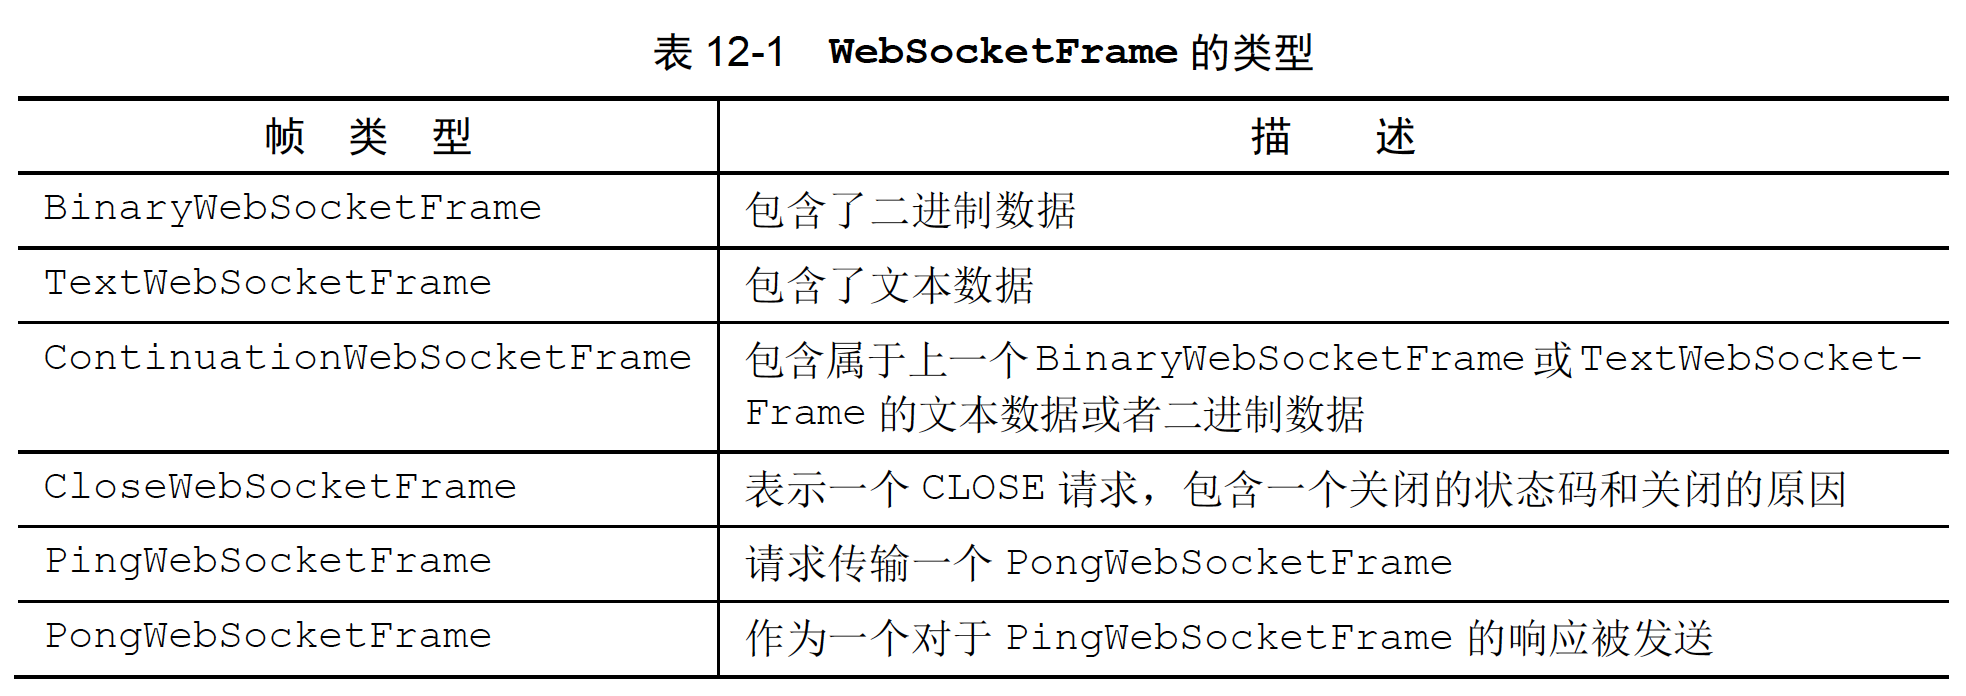 表 12-1 WebSocketFrame 的类型
帧 类 型 描 述
BinaryWebSocketFrame 包含了二进制数据
TextWebSocketFrame 包含了文本数据
ContinuationWebSocketFrame 包含属于上一个 BinaryWebSocketFrame 或 TextWebSocket-
Frame 的文本数据或者二进制数据
CloseWebSocketFrame 表示一个 CLOSE 请求，包含一个关闭的状态码和关闭的原因
PingWebSocketFrame 请求传输一个 PongWebSocketFrame
PongWebSocketFrame 作为一个对于 PingWebSocketFrame 的响应被发送